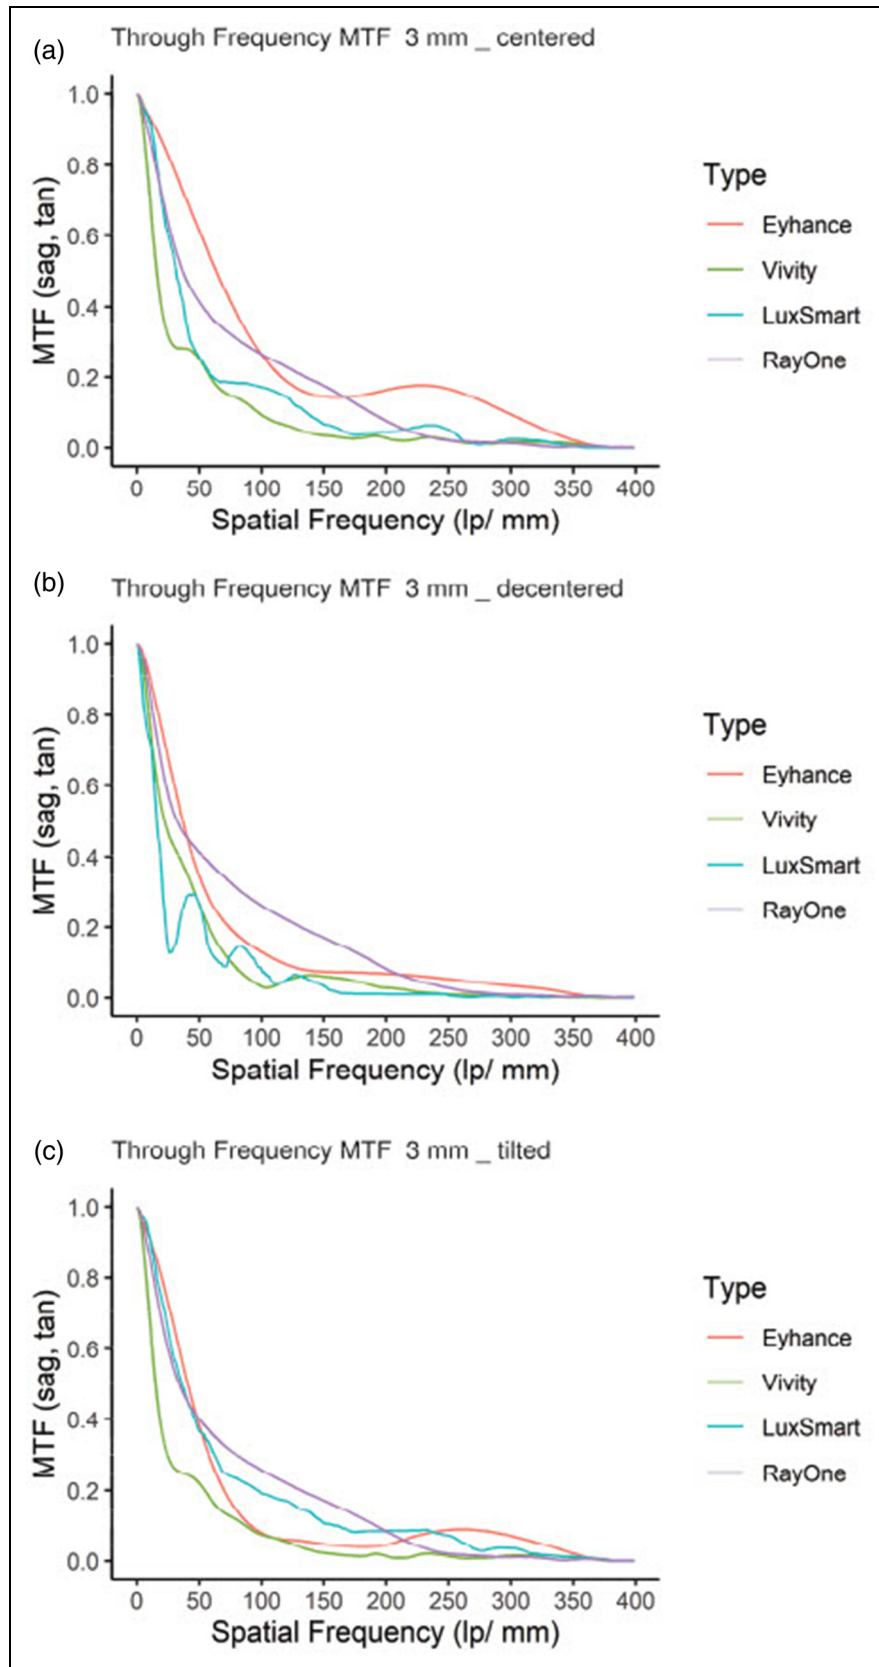 (a) Through Frequency MTF 3 mm _ centered
MTF (sag, tan)
1.0
0.8
0.6
0.4
0.2
0.0
0 50 100 150 200 250 300 350 400
Spatial Frequency (lp/ mm)
Type
Eyhance
Vivity
LuxSmart
RayOne
(b) Through Frequency MTF 3 mm _ decentered
MTF (sag, tan)
1.0
0.8
0.6
0.4
0.2
0.0
0 50 100 150 200 250 300 350 400
Spatial Frequency (lp/ mm)
Type
Eyhance
Vivity
LuxSmart
RayOne
(c) Through Frequency MTF 3 mm _ tilted
MTF (sag, tan)
1.0
0.8
0.6
0.4
0.2
0.0
0 50 100 150 200 250 300 350 400
Spatial Frequency (lp/ mm)
Type
Eyhance
Vivity
LuxSmart
RayOne